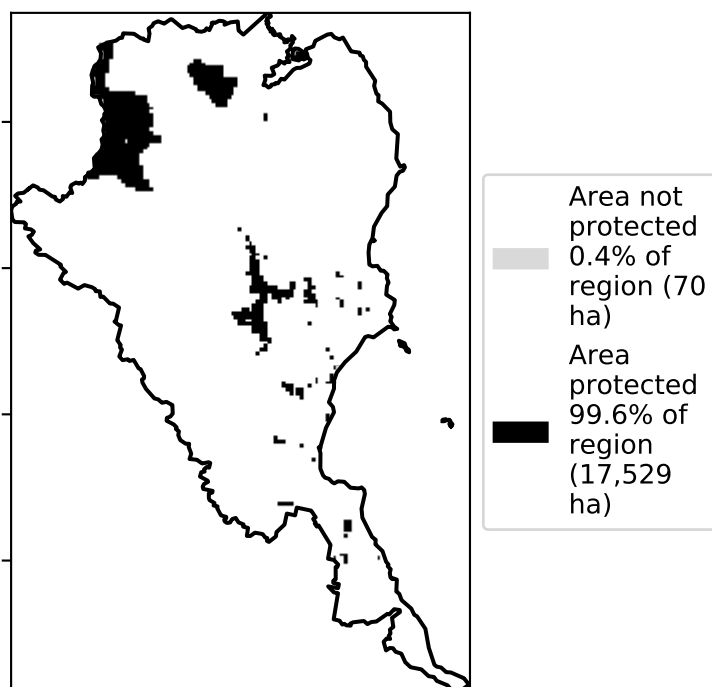 Area not
protected
0.4% of
region (70
ha)
Area
protected
99.6% of
region
(17,529
ha)